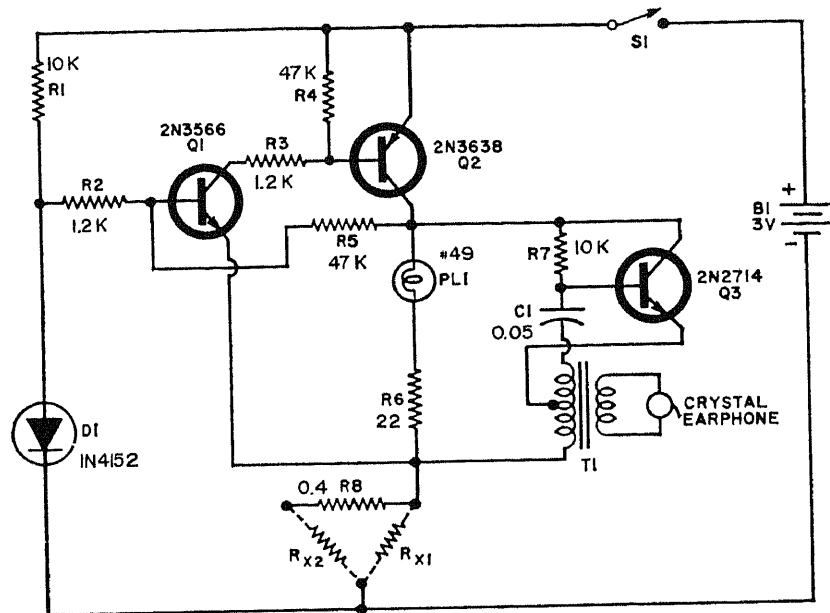 S1
10K
R1
47K
R4
2N3566
Q1
R3
1.2K
2N3638
Q2
R2
1.2K
+
B1
3V
-
R5
47K
#49
PL1
R7
10K
2N2714
Q3
C1
0.05
R6
22
CRYSTAL
EARPHONE
T1
D1
1N4152
0.4 R8
RX2
RX1